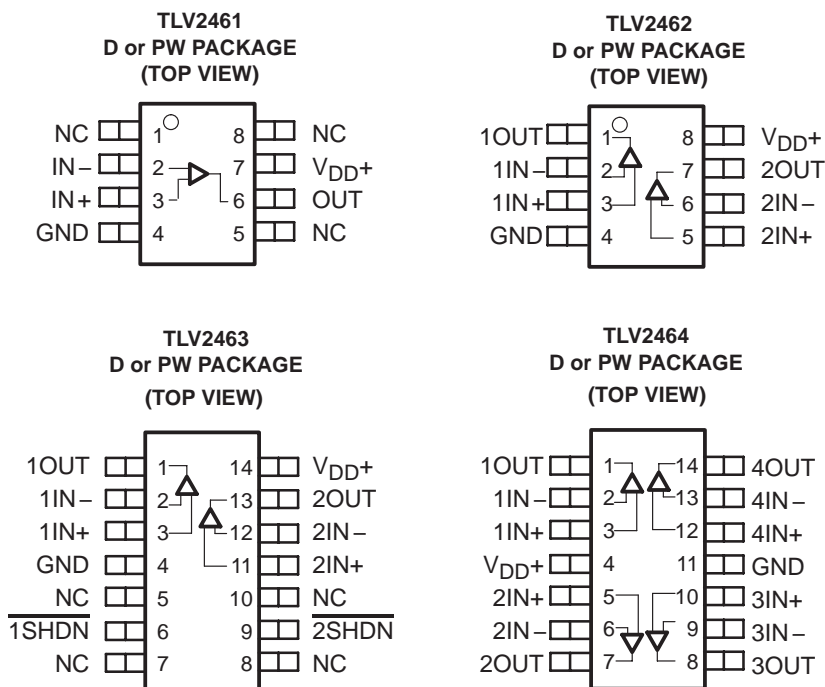 TLV2461
D or PW PACKAGE
(TOP VIEW)
NC 1 8 NC
IN− 2 7 VDD+
IN+ 3 6 OUT
GND 4 5 NC
TLV2462
D or PW PACKAGE
(TOP VIEW)
1OUT 1 8 VDD+
1IN− 2 7 2OUT
1IN+ 3 6 2IN−
GND 4 5 2IN+
TLV2463
D or PW PACKAGE
(TOP VIEW)
1OUT 1 14 VDD+
1IN− 2 13 2OUT
1IN+ 3 12 2IN−
GND 4 11 2IN+
NC 5 10 NC
1SHDN 6 9 2SHDN
NC 7 8 NC
TLV2464
D or PW PACKAGE
(TOP VIEW)
1OUT 1 14 4OUT
1IN− 2 13 4IN−
1IN+ 3 12 4IN+
VDD+ 4 11 GND
2IN+ 5 10 3IN+
2IN− 6 9 3IN−
2OUT 7 8 3OUT